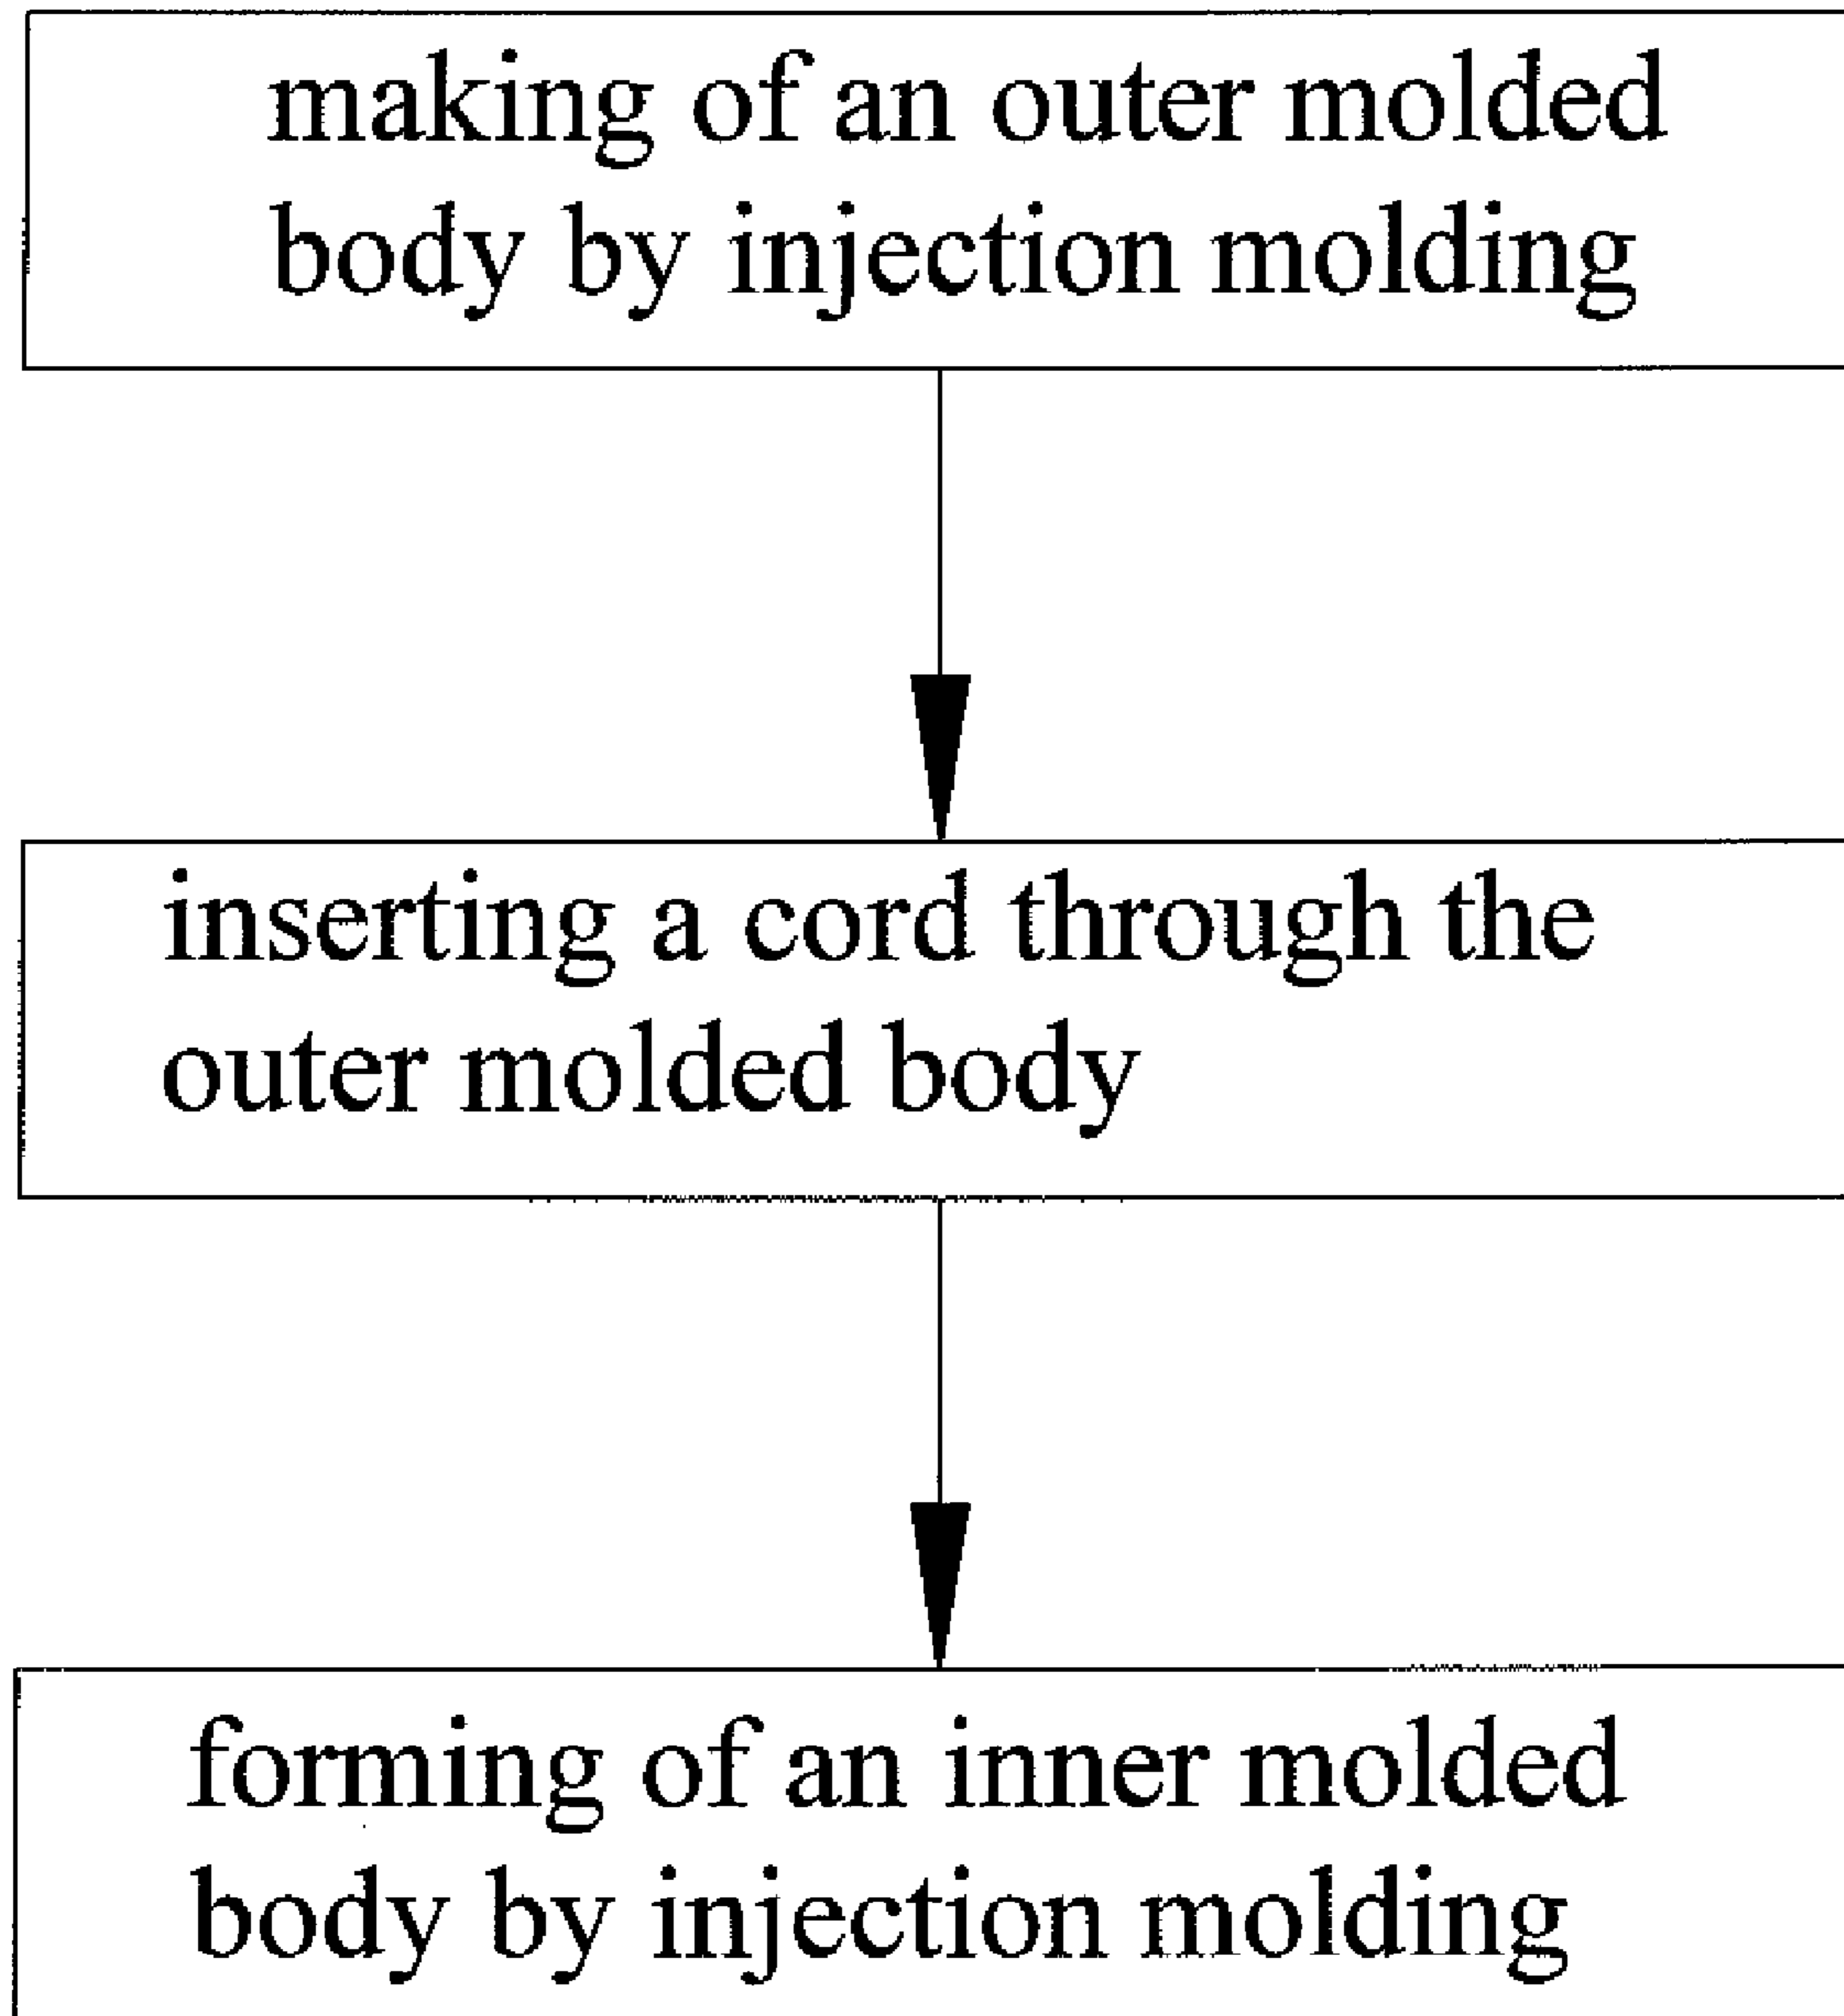 making of an outer molded
body by injection molding
inserting a cord through the
outer molded body
forming of an inner molded
body by injection molding